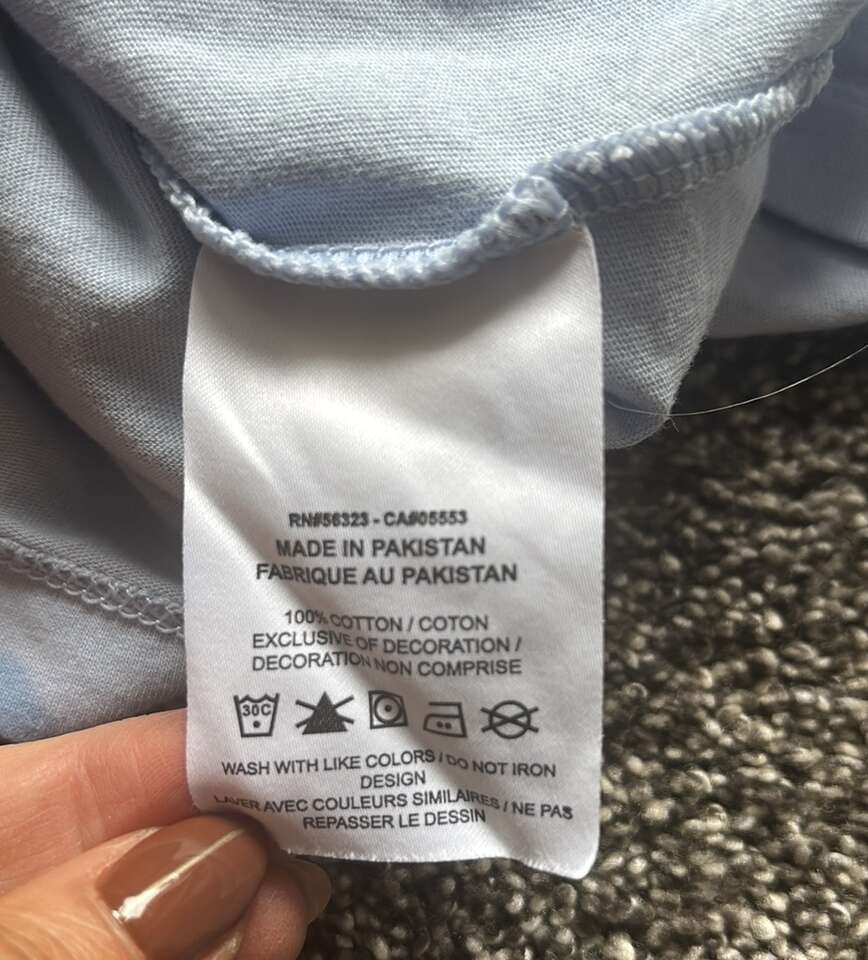 RN#56323 - CA#05553
MADE IN PAKISTAN
FABRIQUE AU PAKISTAN
100% COTTON / COTON
EXCLUSIVE OF DECORATION /
DECORATION NON COMPRISE
30C
WASH WITH LIKE COLORS / DO NOT IRON
DESIGN
LAVER AVEC COULEURS SIMILAIRES / NE PAS
REPASSER LE DESSIN